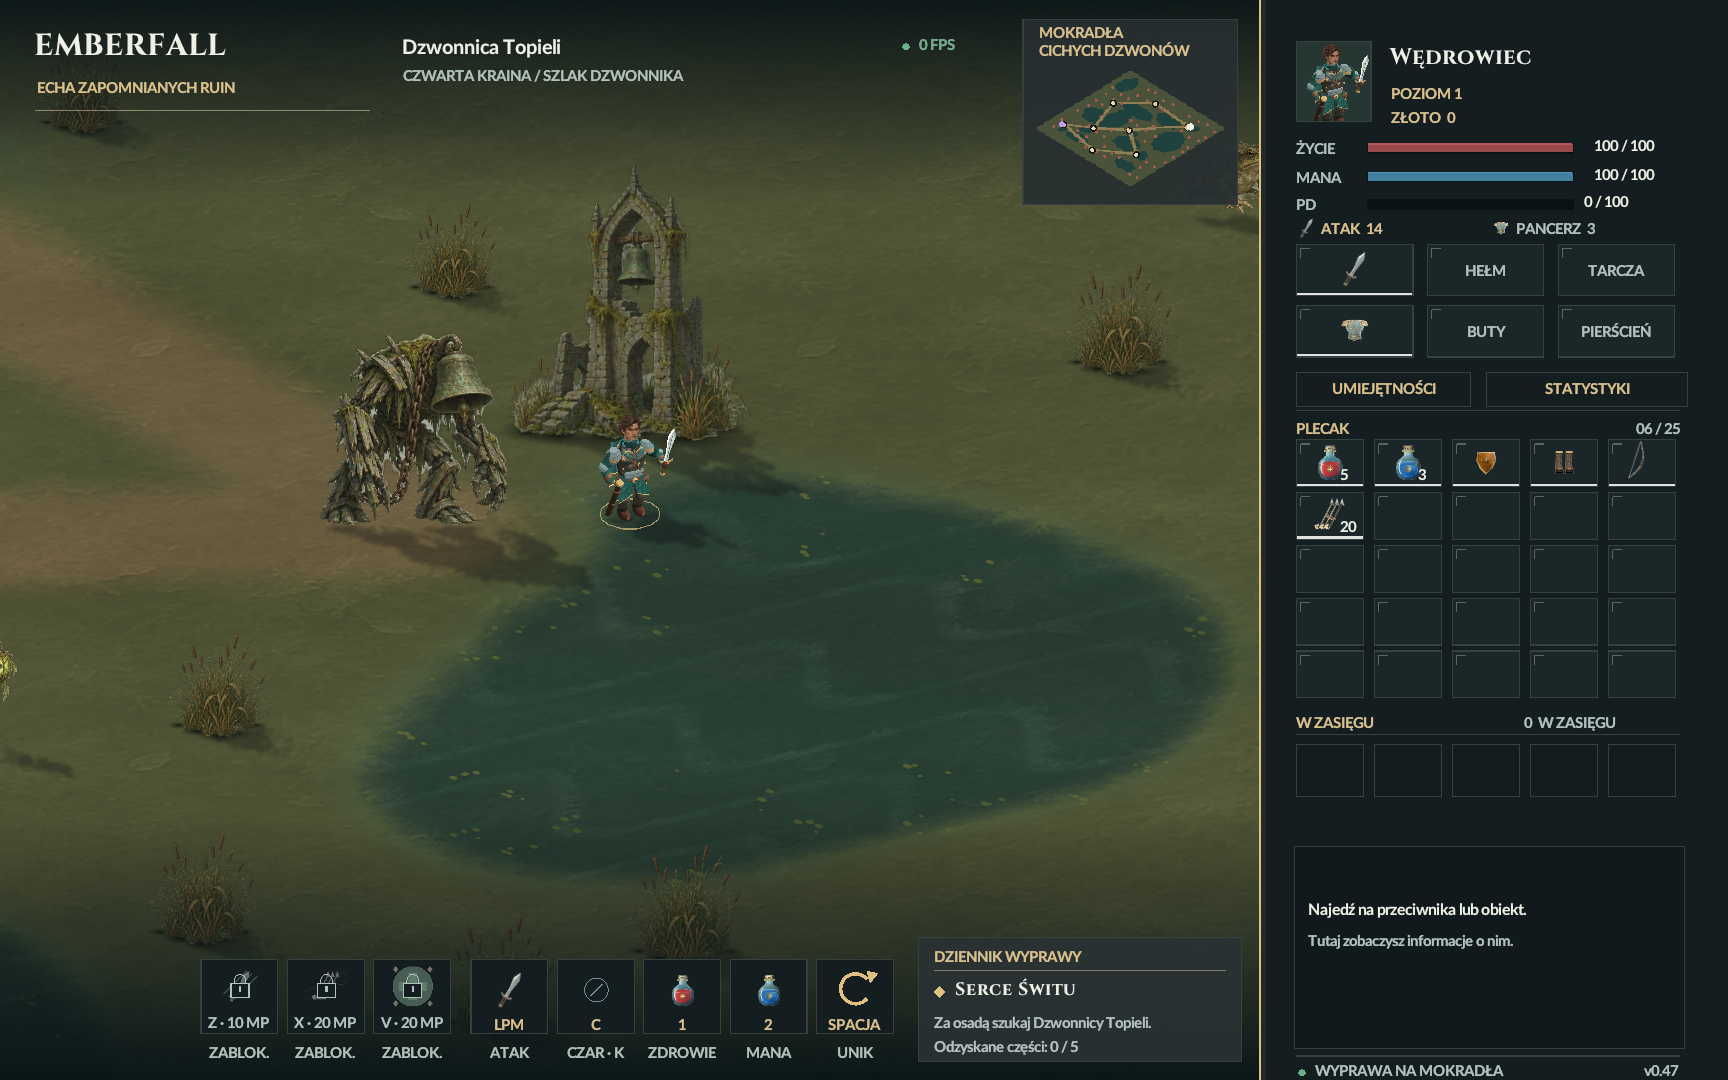 EMBERFALL
ECHA ZAPOMNIANYCH RUIN
Dzwonnica Topieli
CZWARTA KRAINA / SZLAK DZWONNIKA
0 FPS
MOKRADŁA
CICHYCH DZWONÓW
Wędrowiec
POZIOM 1
ZŁOTO 0
ŻYCIE 100 / 100
MANA 100 / 100
PD 0 / 100
ATAK 14 PANCERZ 3
HEŁM TARCZA
BUTY PIERŚCIEŃ
UMIEJĘTNOŚCI STATYSTYKI
PLECAK 06 / 25
5 3
20
W ZASIĘGU 0 W ZASIĘGU
Najedź na przeciwnika lub obiekt.
Tutaj zobaczysz informacje o nim.
WYPRAWA NA MOKRADŁA v0.47
Z · 10 MP X · 20 MP V · 20 MP LPM C 1 2 SPACJA
ZABLOK. ZABLOK. ZABLOK. ATAK CZAR · K ZDROWIE MANA UNIK
DZIENNIK WYPRAWY
Serce Świtu
Za osadą szukaj Dzwonnicy Topieli.
Odzyskane części: 0 / 5